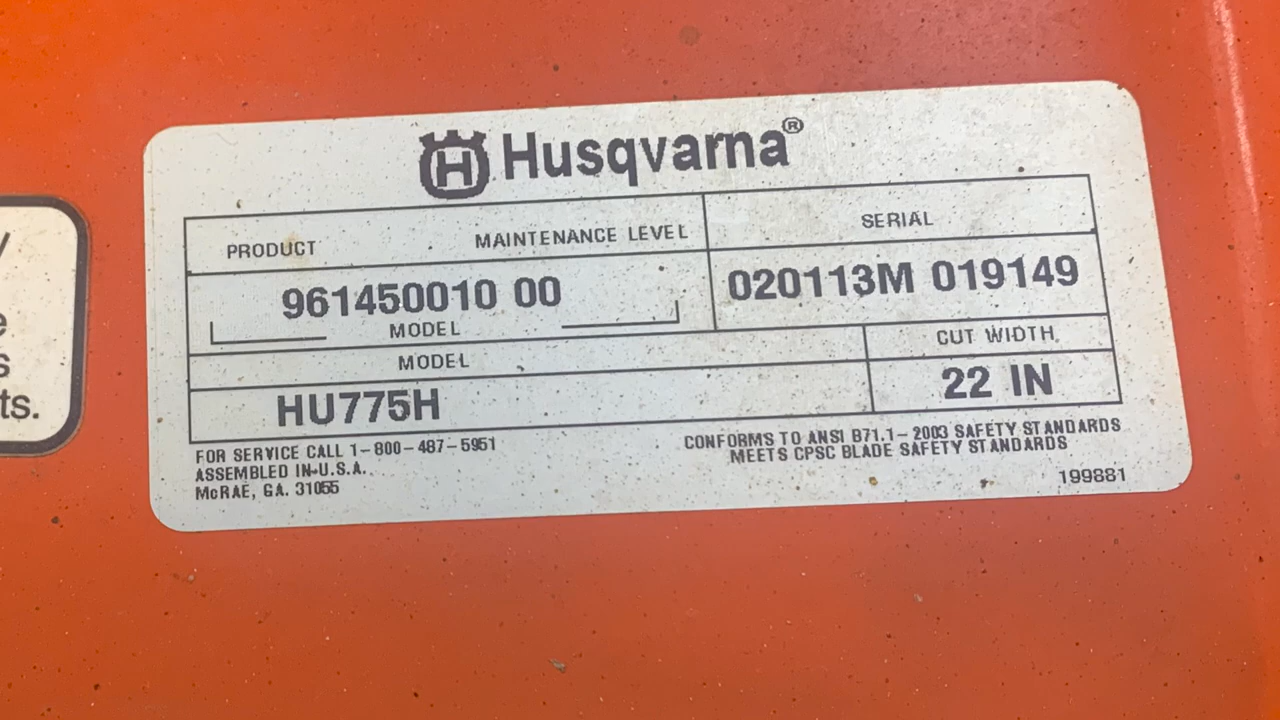 Husqvarna®
PRODUCT MAINTENANCE LEVEL SERIAL
961450010 00 020113M 019149
MODEL
MODEL CUT WIDTH
HU775H 22 IN
FOR SERVICE CALL 1-800-487-5951
ASSEMBLED IN U.S.A.
McRAE, GA. 31055
CONFORMS TO ANSI B71.1-2003 SAFETY STANDARDS
MEETS CPSC BLADE SAFETY STANDARDS
199881
ts.